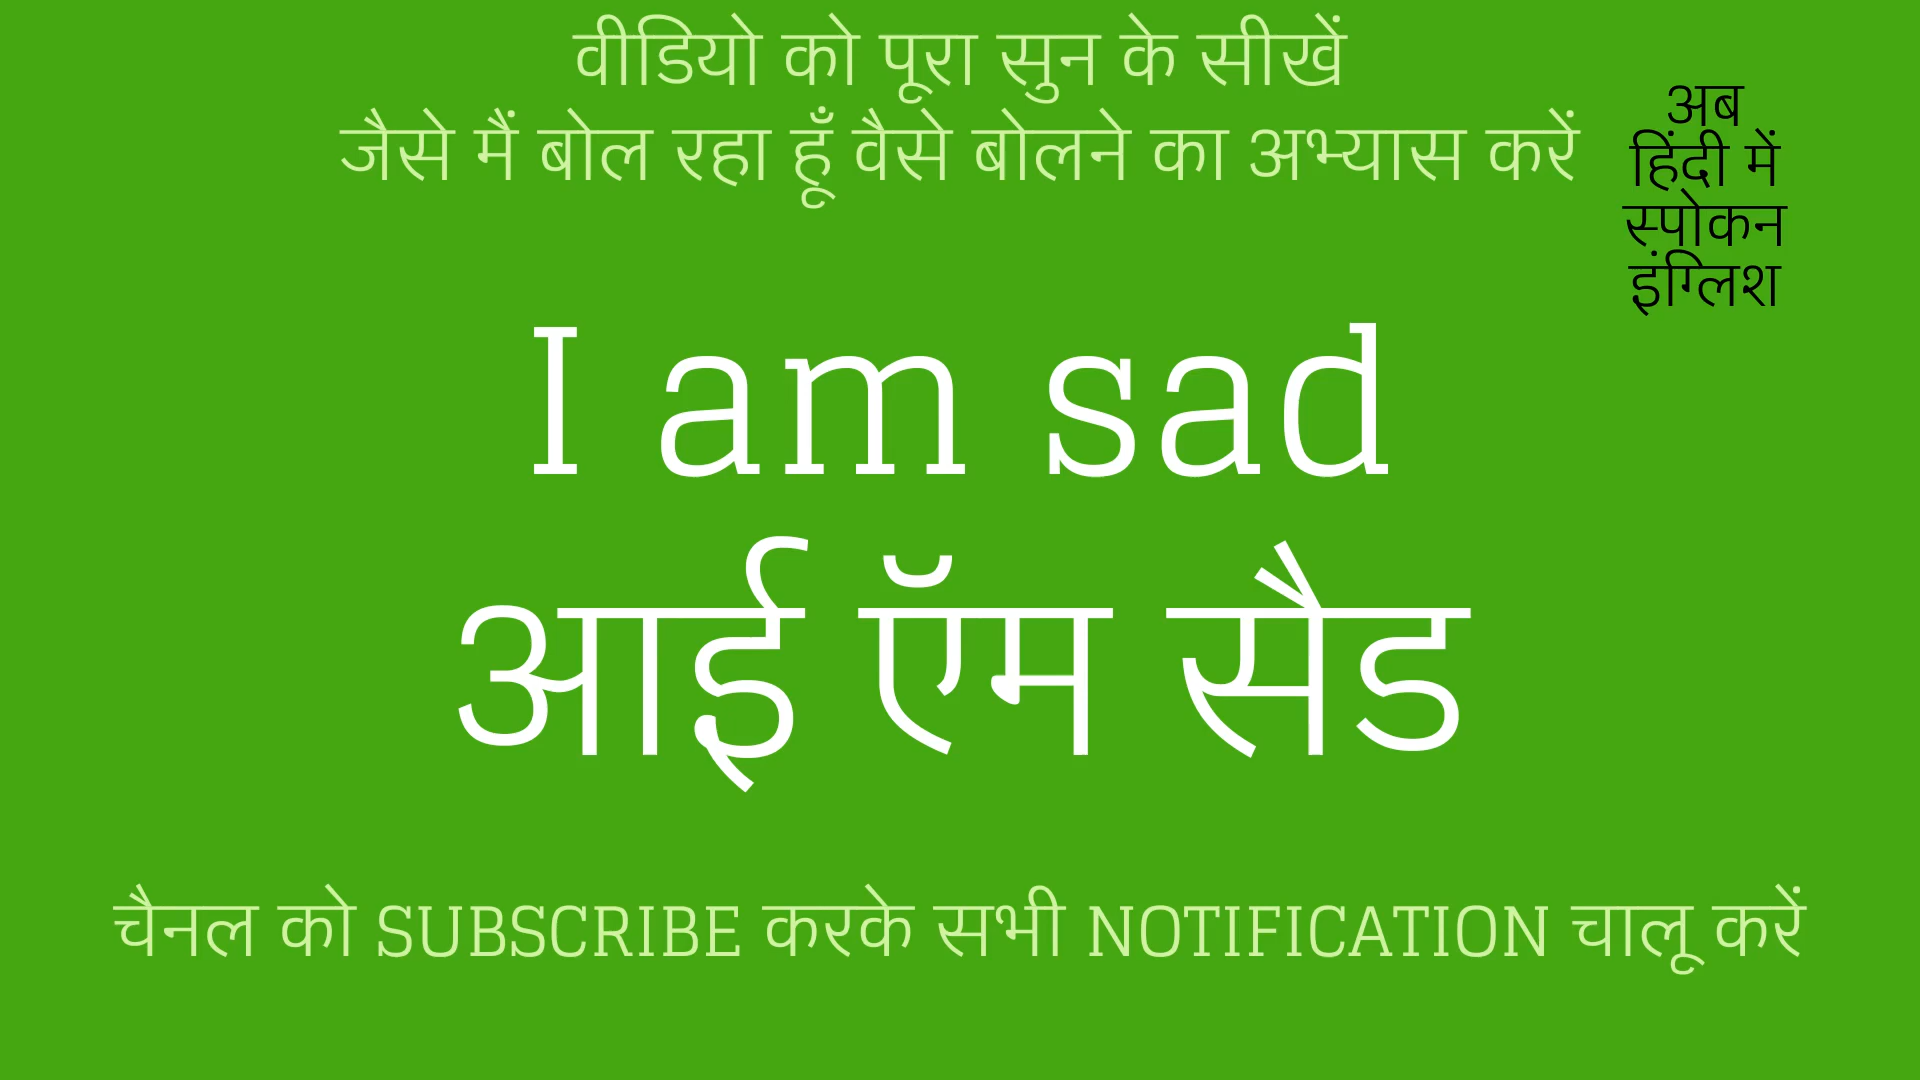 वीडियो को पूरा सुन के सीखें
जैसे मैं बोल रहा हूँ वैसे बोलने का अभ्यास करें
अब
हिंदी में
स्पोकन
इंग्लिश
I am sad
आई ऍम सैड
चैनल को SUBSCRIBE करके सभी NOTIFICATION चालू करें